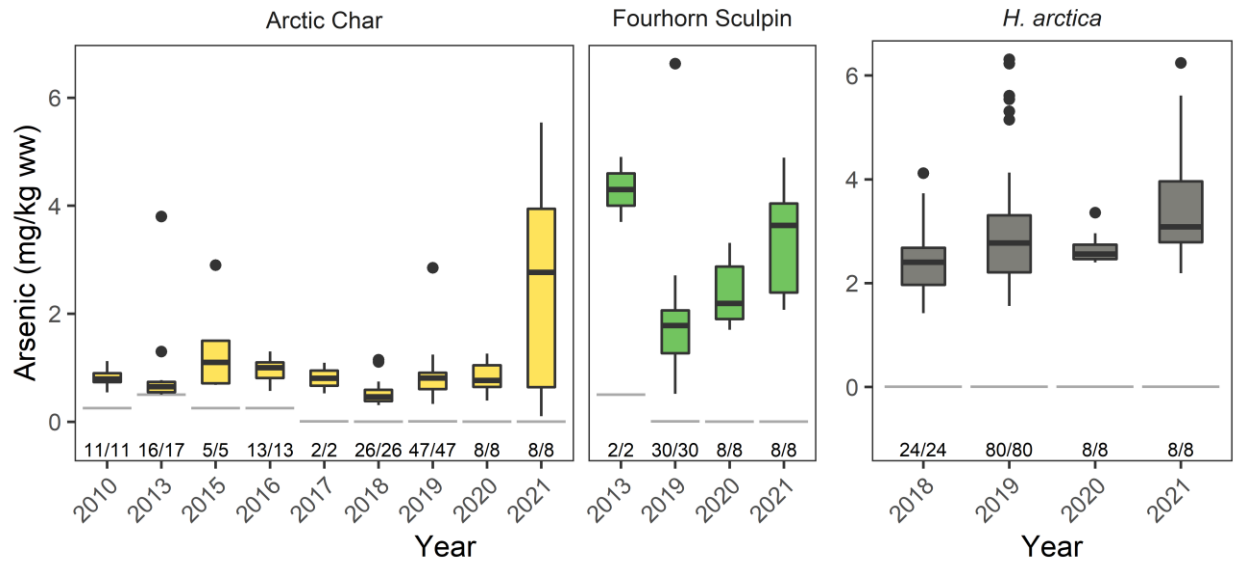 Arctic Char
Fourhorn Sculpin
H. arctica
Arsenic (mg/kg ww)
6
4
2
0
11/11 16/17 5/5 13/13 2/2 26/26 47/47 8/8 8/8
2010 2013 2015 2016 2017 2018 2019 2020 2021
2/2 30/30 8/8 8/8
2013 2019 2020 2021
Year
6
4
2
0
24/24 80/80 8/8 8/8
2018 2019 2020 2021
Year